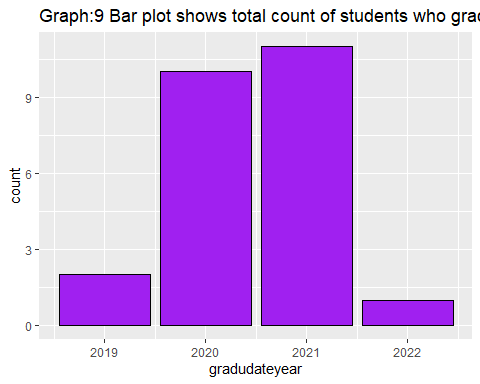 Graph:9 Bar plot shows total count of students who grad
9
6
3
0
count
2019 2020 2021 2022
gradudateyear